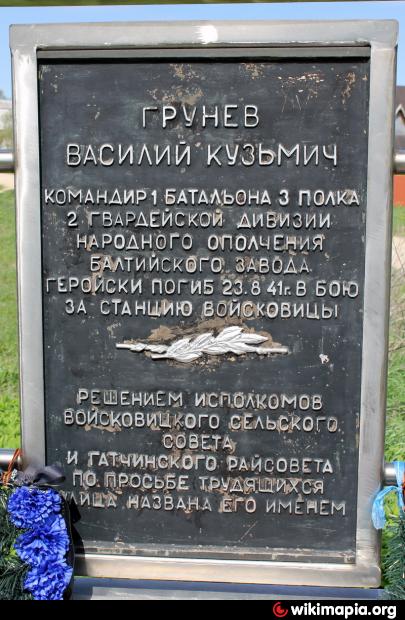 ГРУНЕВ
ВАСИЛИЙ КУЗЬМИЧ
КОМАНДИР 1 БАТАЛЬОНА 3 ПОЛКА
2 ГВАРДЕЙСКОЙ ДИВИЗИИ
НАРОДНОГО ОПОЛЧЕНИЯ
БАЛТИЙСКОГО ЗАВОДА.
ГЕРОЙСКИ ПОГИБ 23.8 41г. В БОЮ
ЗА СТАНЦИЮ ВОЙСКОВИЦЫ
РЕШЕНИЕМ ИСПОЛКОМОВ
ВОЙСКОВИЦКОГО СЕЛЬСКОГО
СОВЕТА
И ГАТЧИНСКОГО РАЙСОВЕТА
ПО ПРОСЬБЕ ТРУДЯЩИХСЯ
УЛИЦА НАЗВАНА ЕГО ИМЕНЕМ
wikimapia.org